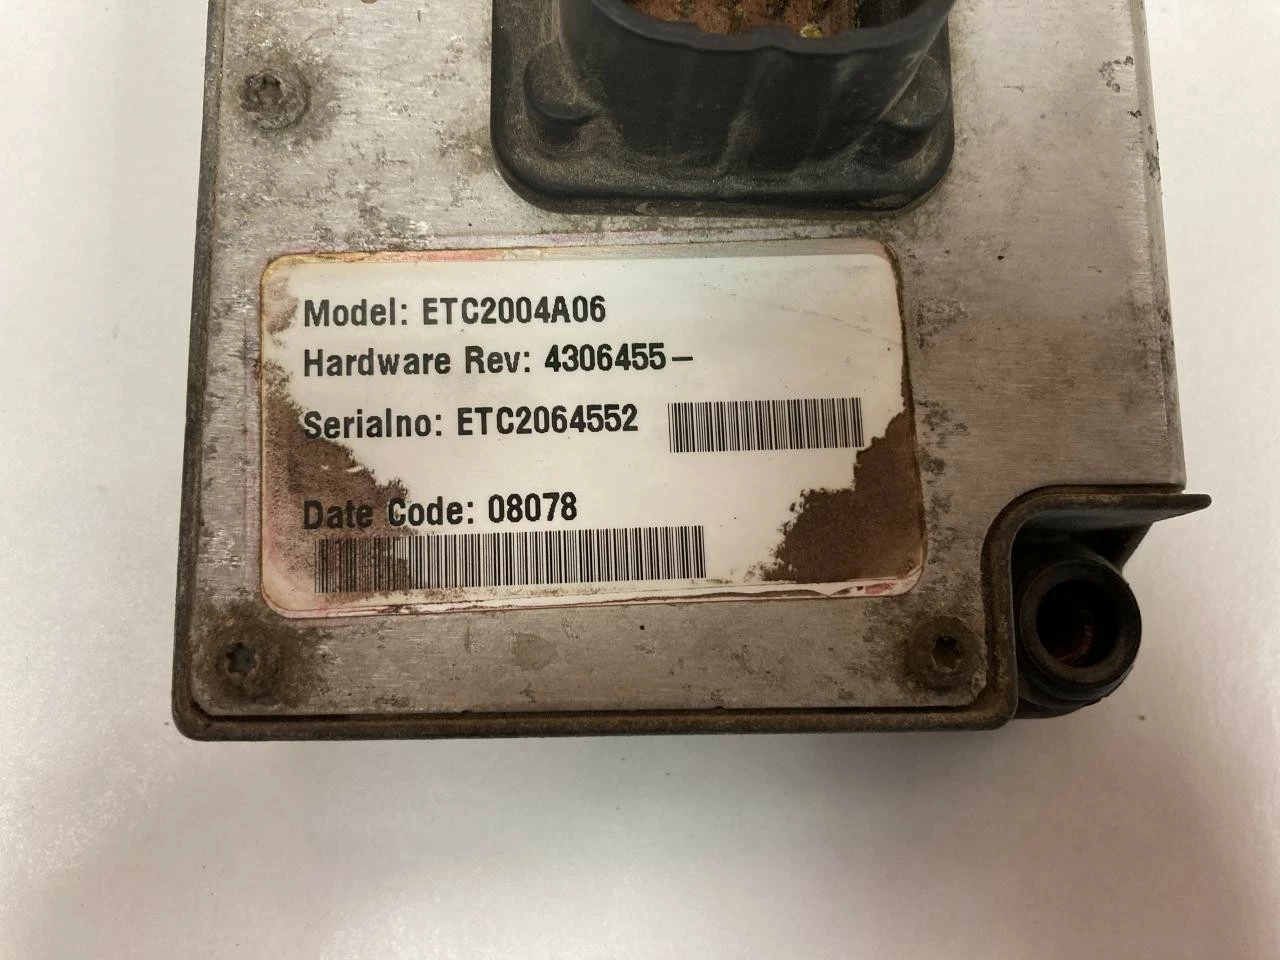 Model: ETC2004A06
Hardware Rev: 4306455-
Serialno: ETC2064552
Date Code: 08078